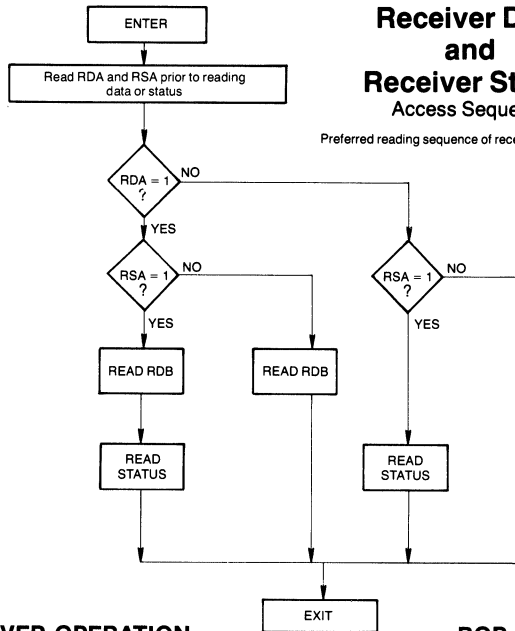 ENTER
Receiver D
and
Receiver St
Access Seque
Preferred reading sequence of rece
Read RDA and RSA prior to reading
data or status
RDA = 1
?
NO
YES
RSA = 1
?
NO
YES
RSA = 1
?
NO
YES
READ RDB
READ RDB
READ
STATUS
READ
STATUS
EXIT
VER OPERATION